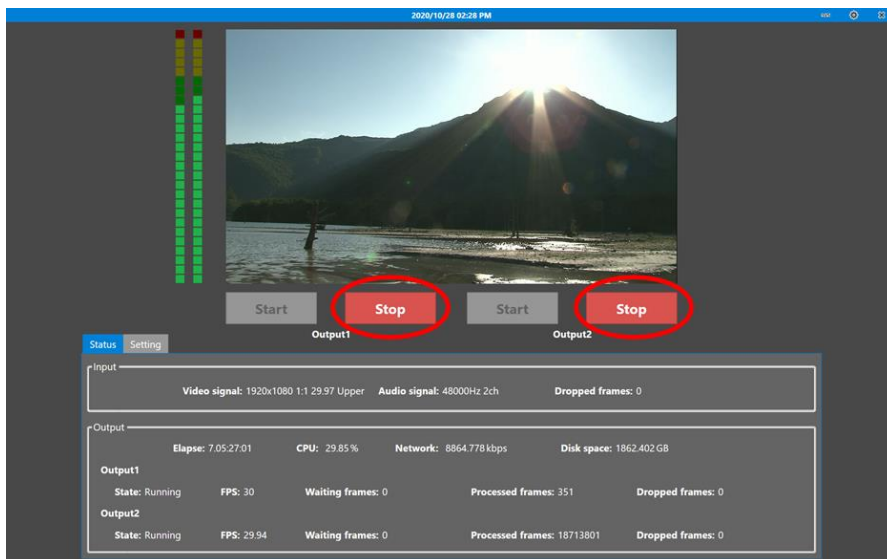 2020/10/28 02:28 PM
Start Stop Start Stop
Output1 Output2
Status Setting
Input
Video signal: 1920x1080 1:1 29.97 Upper Audio signal: 48000Hz 2ch Dropped frames: 0
Output
Elapse: 7.05:27:01 CPU: 29.85 % Network: 8864.778 kbps Disk space: 1862.402 GB
Output1
State: Running FPS: 30 Waiting frames: 0 Processed frames: 351 Dropped frames: 0
Output2
State: Running FPS: 29.94 Waiting frames: 0 Processed frames: 18713801 Dropped frames: 0